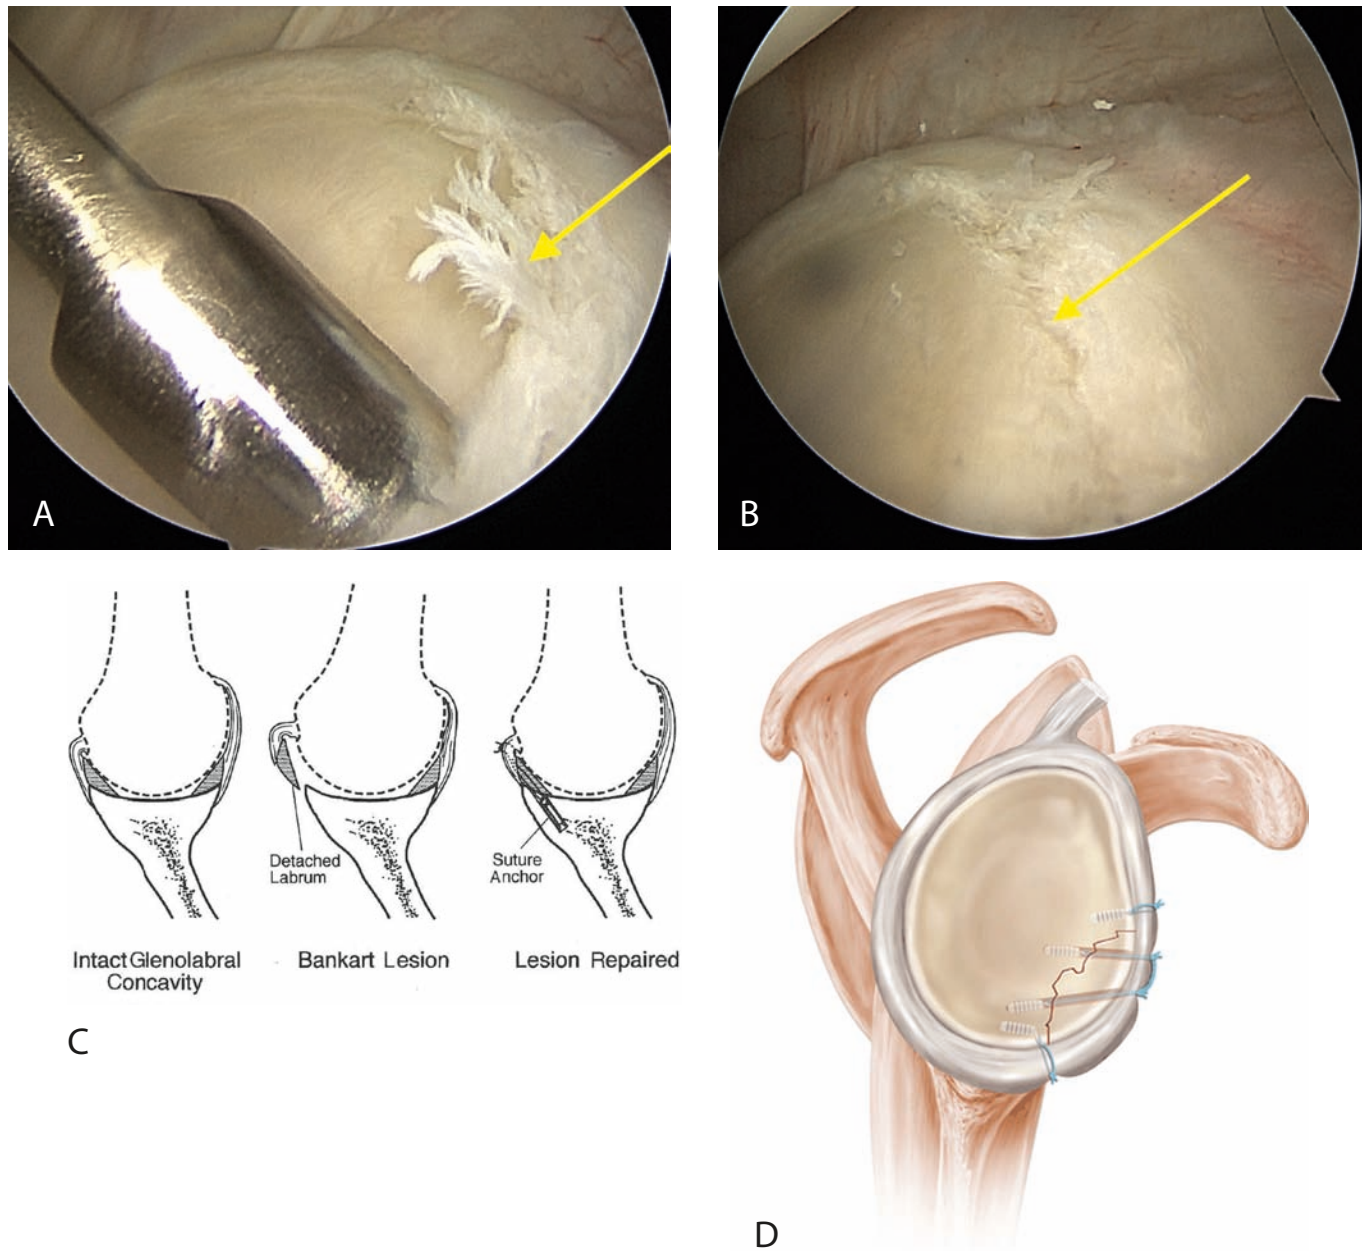 A
B
Detached
Labrum
Suture
Anchor
Intact Glenolabral
Concavity
Bankart Lesion
Lesion Repaired
C
D